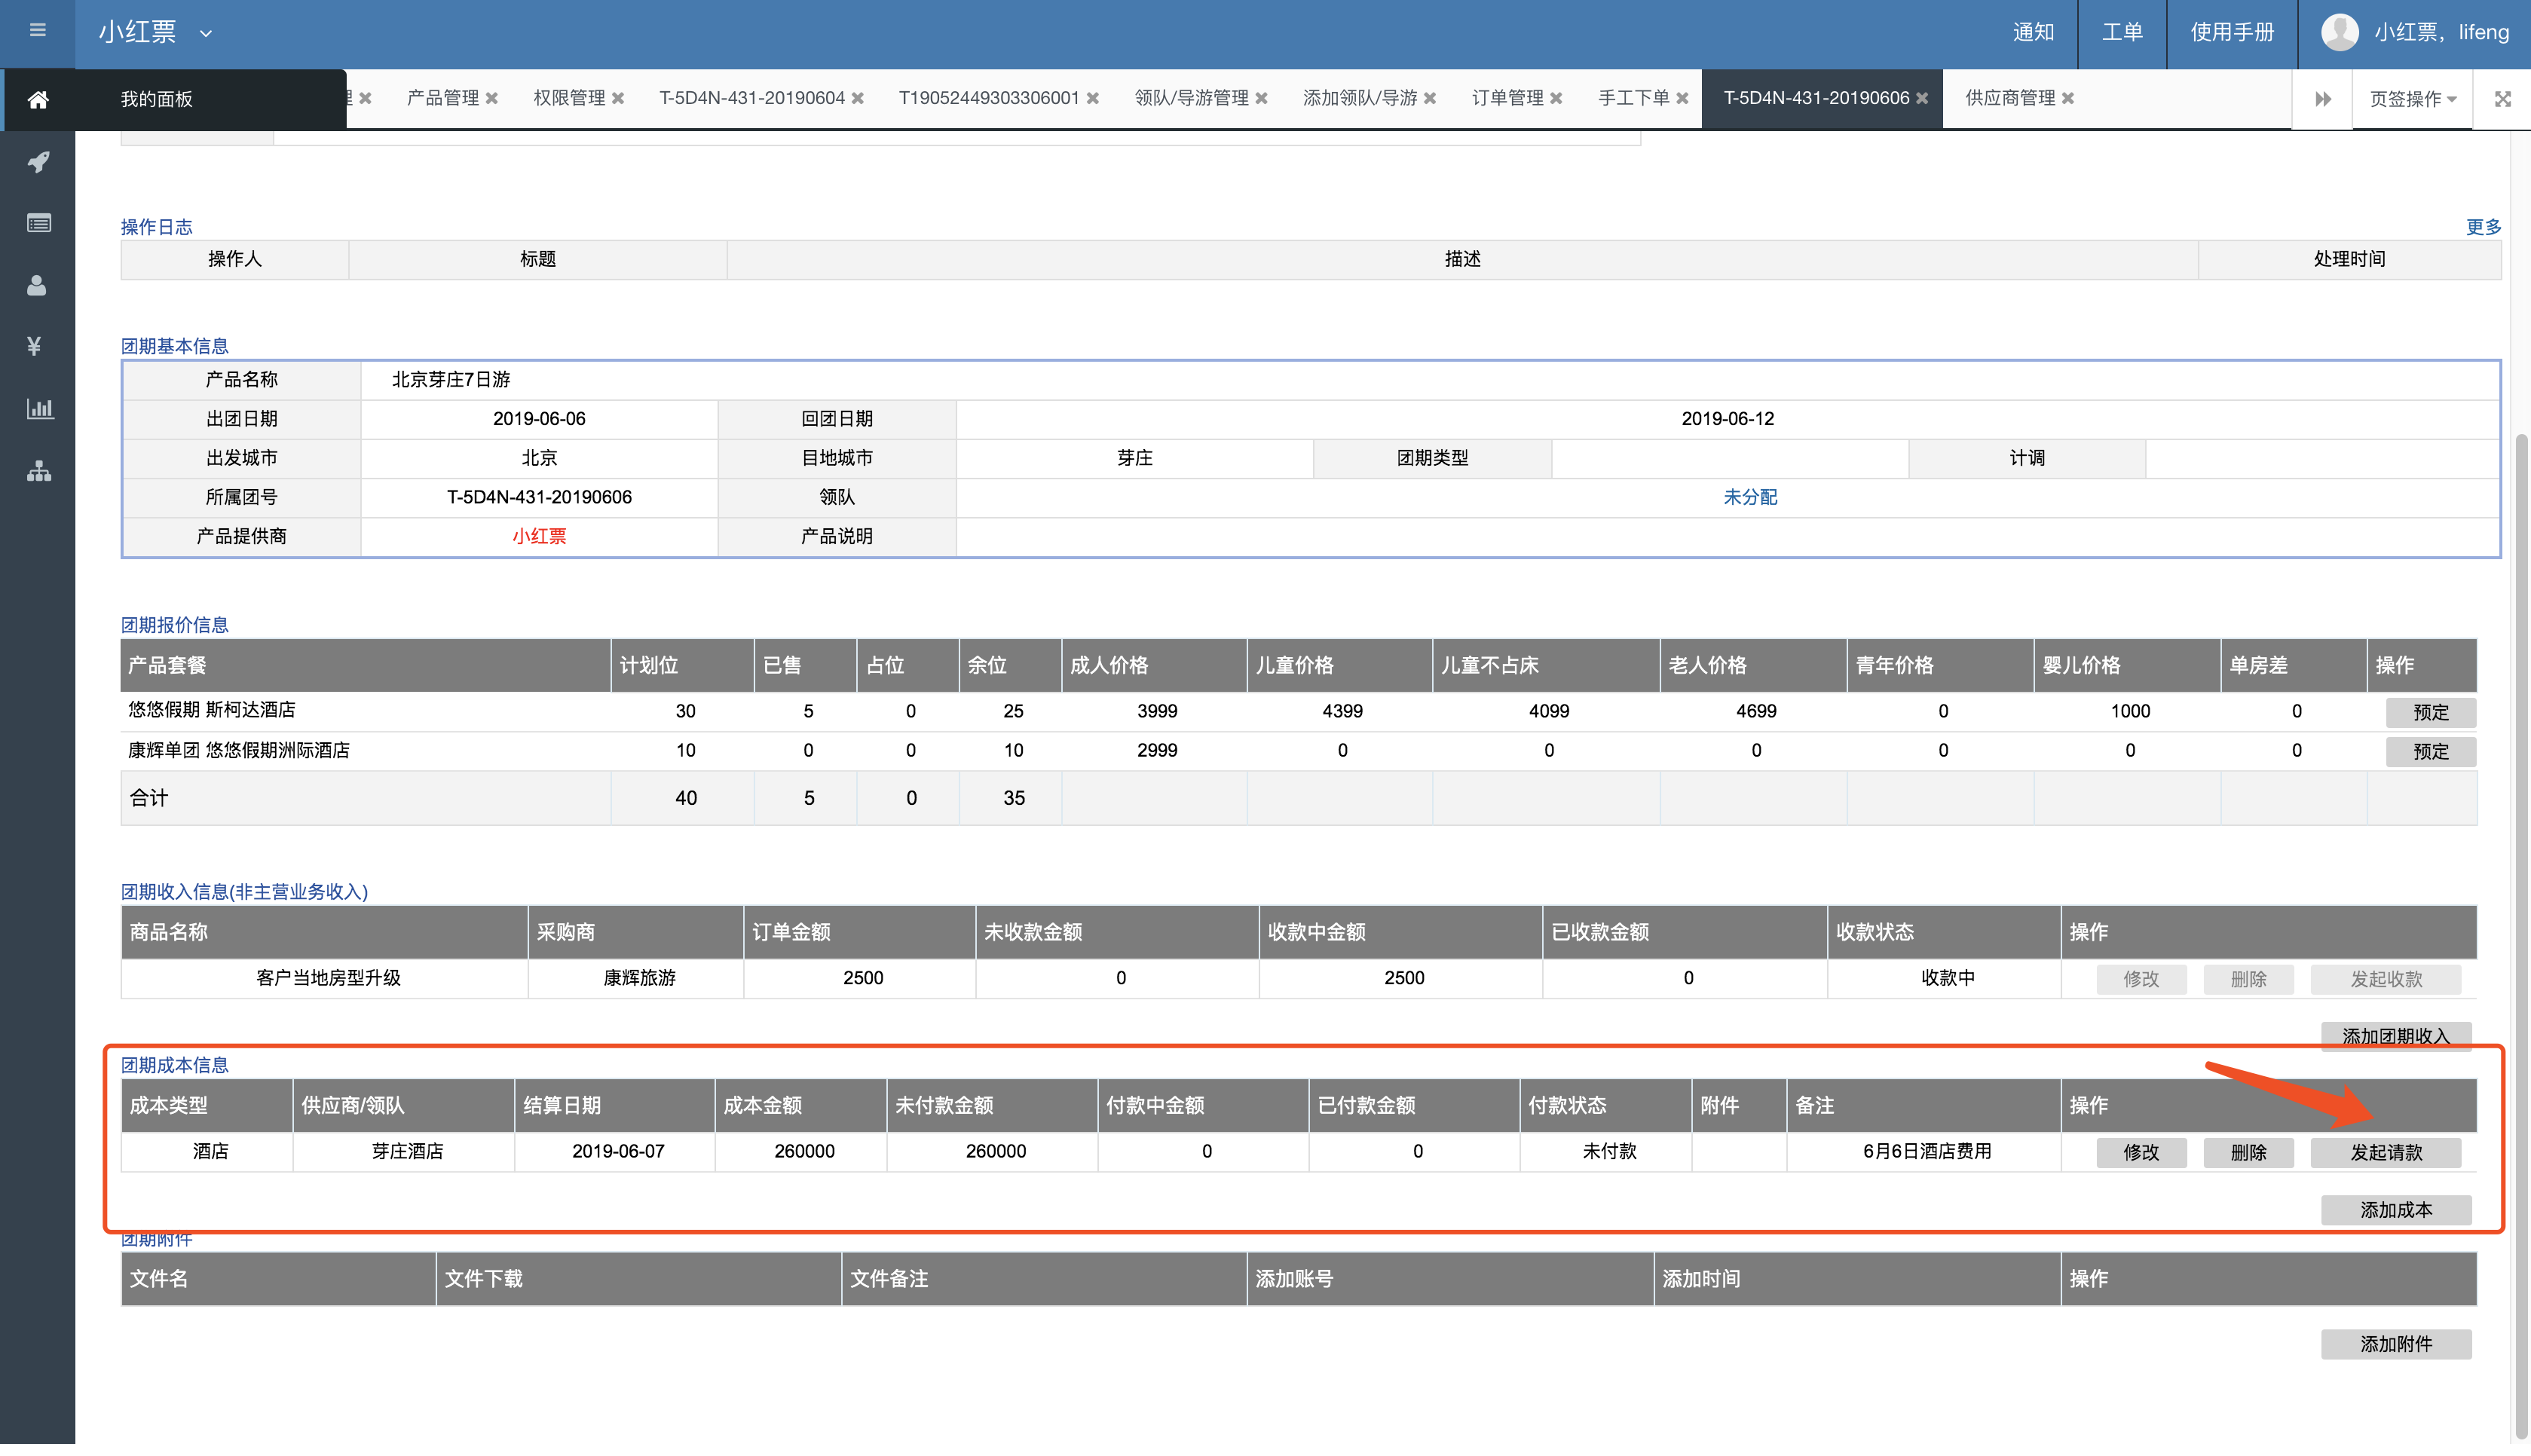 小红票
通知 工单 使用手册 小红票，lifeng
我的面板 产品管理 权限管理 T-5D4N-431-20190604 T19052449303306001 领队/导游管理 添加领队/导游 订单管理 手工下单 T-5D4N-431-20190606 供应商管理 页签操作
操作日志 更多
操作人 标题 描述 处理时间
团期基本信息
产品名称 北京芽庄7日游
出团日期 2019-06-06 回团日期 2019-06-12
出发城市 北京 目地城市 芽庄 团期类型 计调
所属团号 T-5D4N-431-20190606 领队 未分配
产品提供商 小红票 产品说明
团期报价信息
产品套餐 计划位 已售 占位 余位 成人价格 儿童价格 儿童不占床 老人价格 青年价格 婴儿价格 单房差 操作
悠悠假期 斯柯达酒店 30 5 0 25 3999 4399 4099 4699 0 1000 0 预定
康辉单团 悠悠假期洲际酒店 10 0 0 10 2999 0 0 0 0 0 0 预定
合计 40 5 0 35
团期收入信息(非主营业务收入)
商品名称 采购商 订单金额 未收款金额 收款中金额 已收款金额 收款状态 操作
客户当地房型升级 康辉旅游 2500 0 2500 0 收款中 修改 删除 发起收款
添加团期收入
团期成本信息
成本类型 供应商/领队 结算日期 成本金额 未付款金额 付款中金额 已付款金额 付款状态 附件 备注 操作
酒店 芽庄酒店 2019-06-07 260000 260000 0 0 未付款 6月6日酒店费用 修改 删除 发起请款
添加成本
团期附件
文件名 文件下载 文件备注 添加账号 添加时间 操作
添加附件